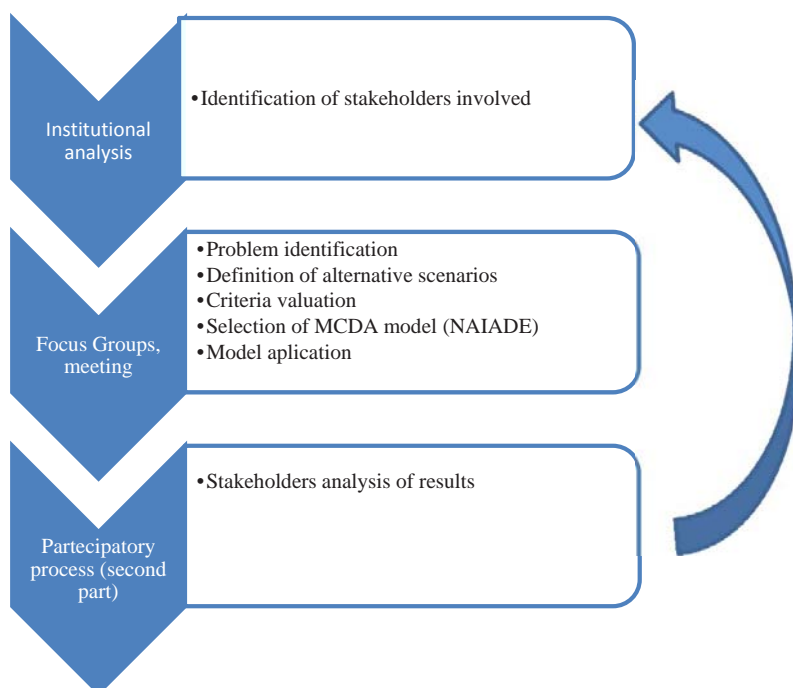 Institutional
analysis
•Identification of stakeholders involved
Focus Groups,
meeting
•Problem identification
•Definition of alternative scenarios
•Criteria valuation
•Selection of MCDA model (NAIADE)
•Model aplication
Partecipatory
process (second
part)
•Stakeholders analysis of results